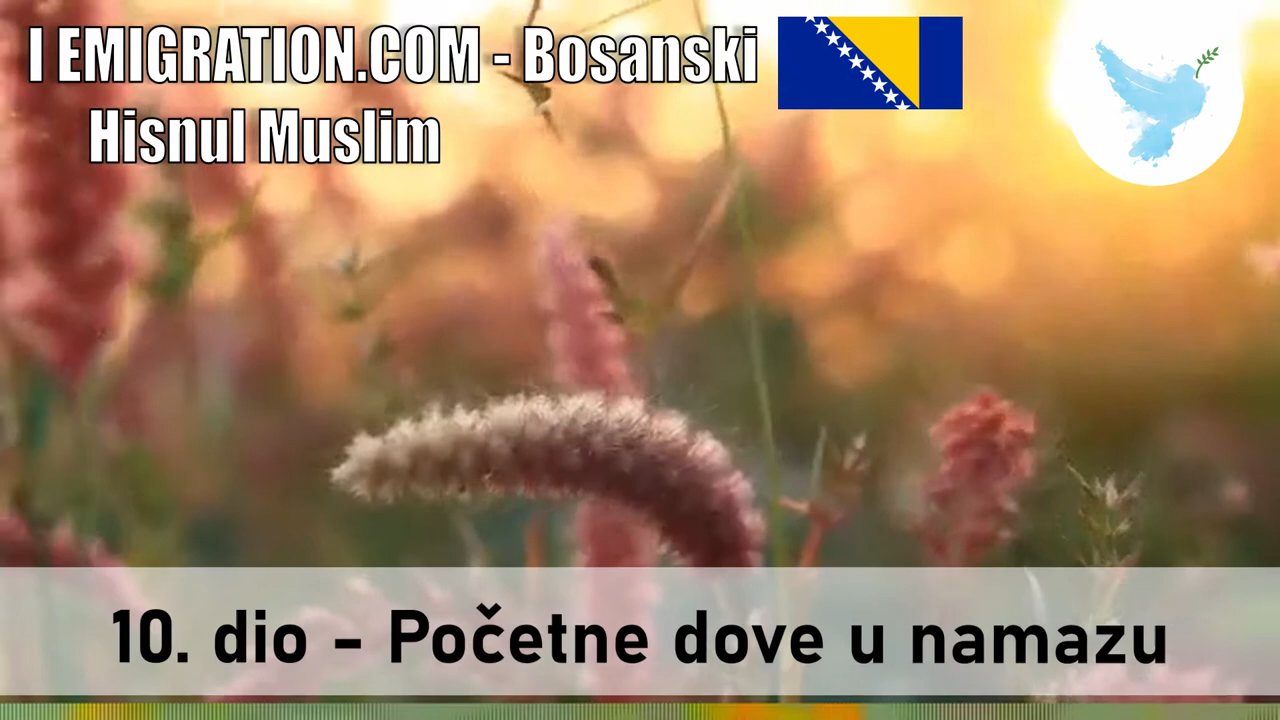 I EMIGRATION.COM - Bosanski
Hisnul Muslim
10. dio - Početne dove u namazu